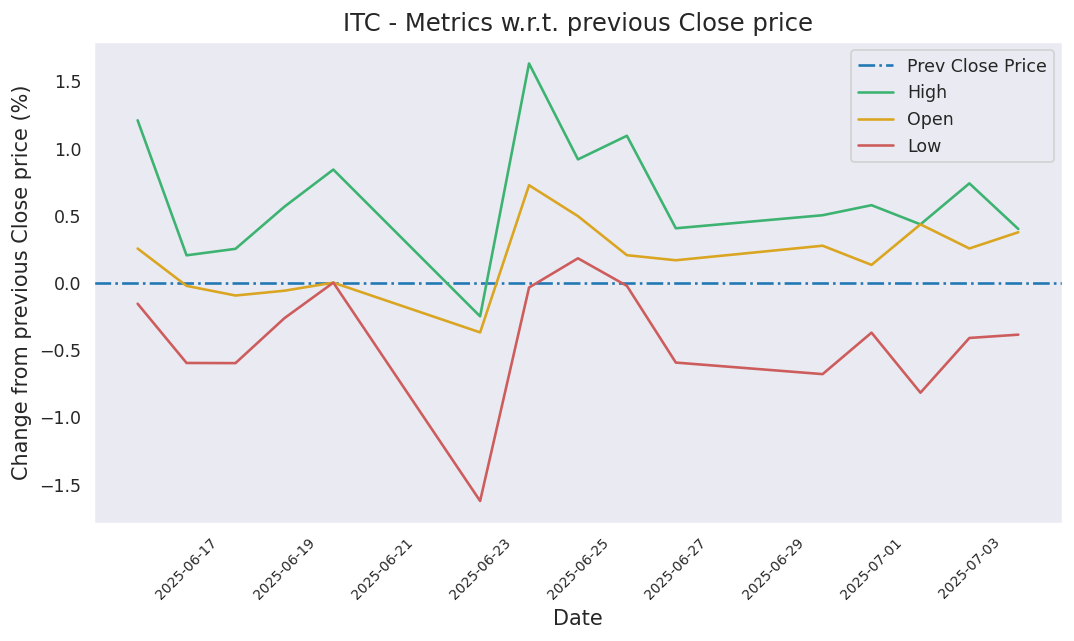 ITC - Metrics w.r.t. previous Close price
Change from previous Close price (%)
1.5
1.0
0.5
0.0
−0.5
−1.0
−1.5
Prev Close Price
High
Open
Low
2025-06-17
2025-06-19
2025-06-21
2025-06-23
2025-06-25
2025-06-27
2025-06-29
2025-07-01
2025-07-03
Date